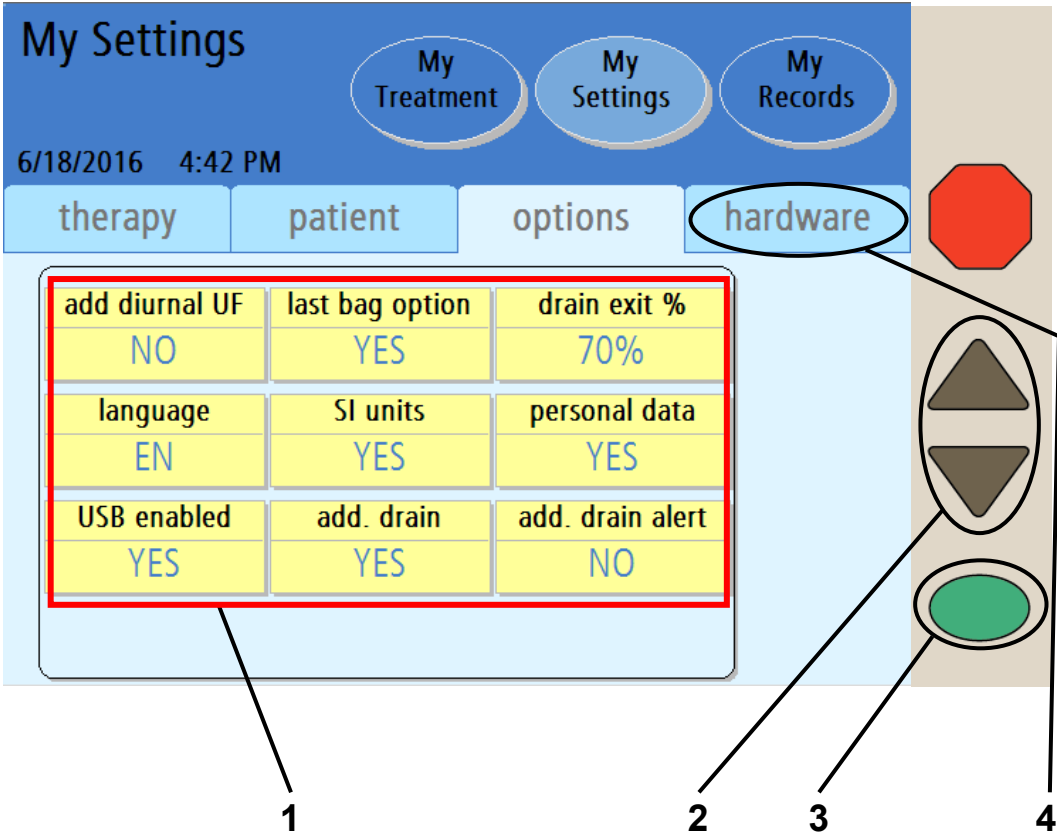 My Settings
My
Treatment
My
Settings
My
Records
6/18/2016 4:42 PM
therapy patient options hardware
add diurnal UF last bag option drain exit %
NO YES 70%
language SI units personal data
EN YES YES
USB enabled add. drain add. drain alert
YES YES NO
1 2 3 4